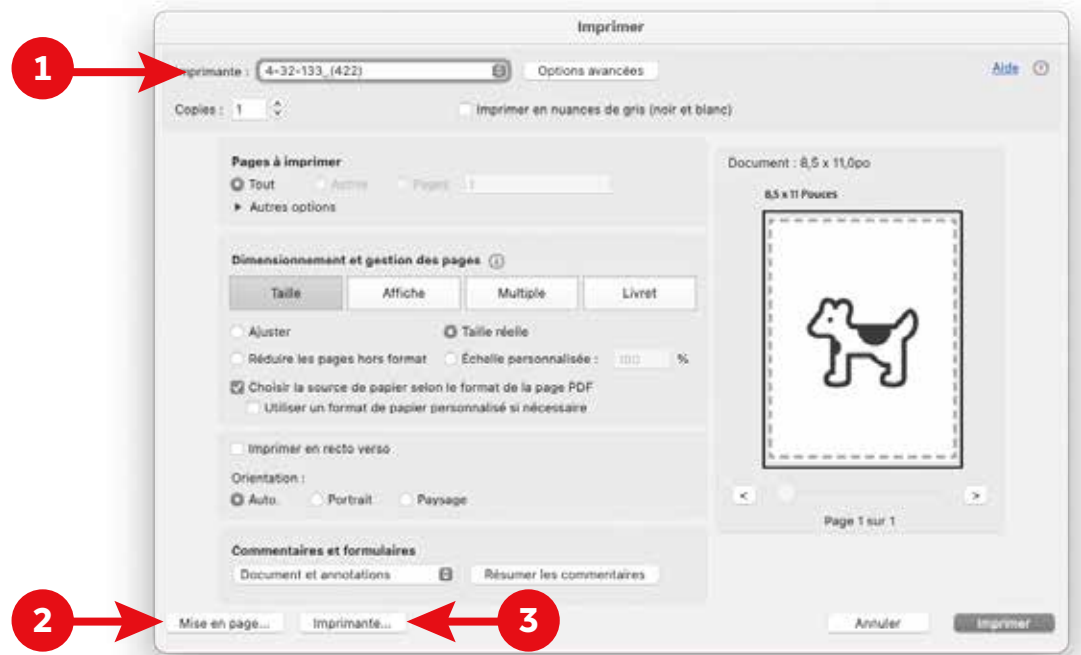 Imprimer
1
Imprimante : 4-32-133_(422) Options avancées Aide
Copies : 1 Imprimer en nuances de gris (noir et blanc)
Pages à imprimer
Tout Autres Pages 1
Autres options
Dimensionnement et gestion des pages
Taille Affiche Multiple Livret
Ajuster Taille réelle
Réduire les pages hors format Échelle personnalisée : 100 %
Choisir la source de papier selon le format de la page PDF
Utiliser un format de papier personnalisé si nécessaire
Imprimer en recto verso
Orientation :
Auto. Portrait Paysage
Commentaires et formulaires
Document et annotations Résumer les commentaires
Document : 8,5 x 11,0po
8,5 x 11 Pouces
< >
Page 1 sur 1
2 Mise en page... Imprimante... 3 Annuler Imprimer